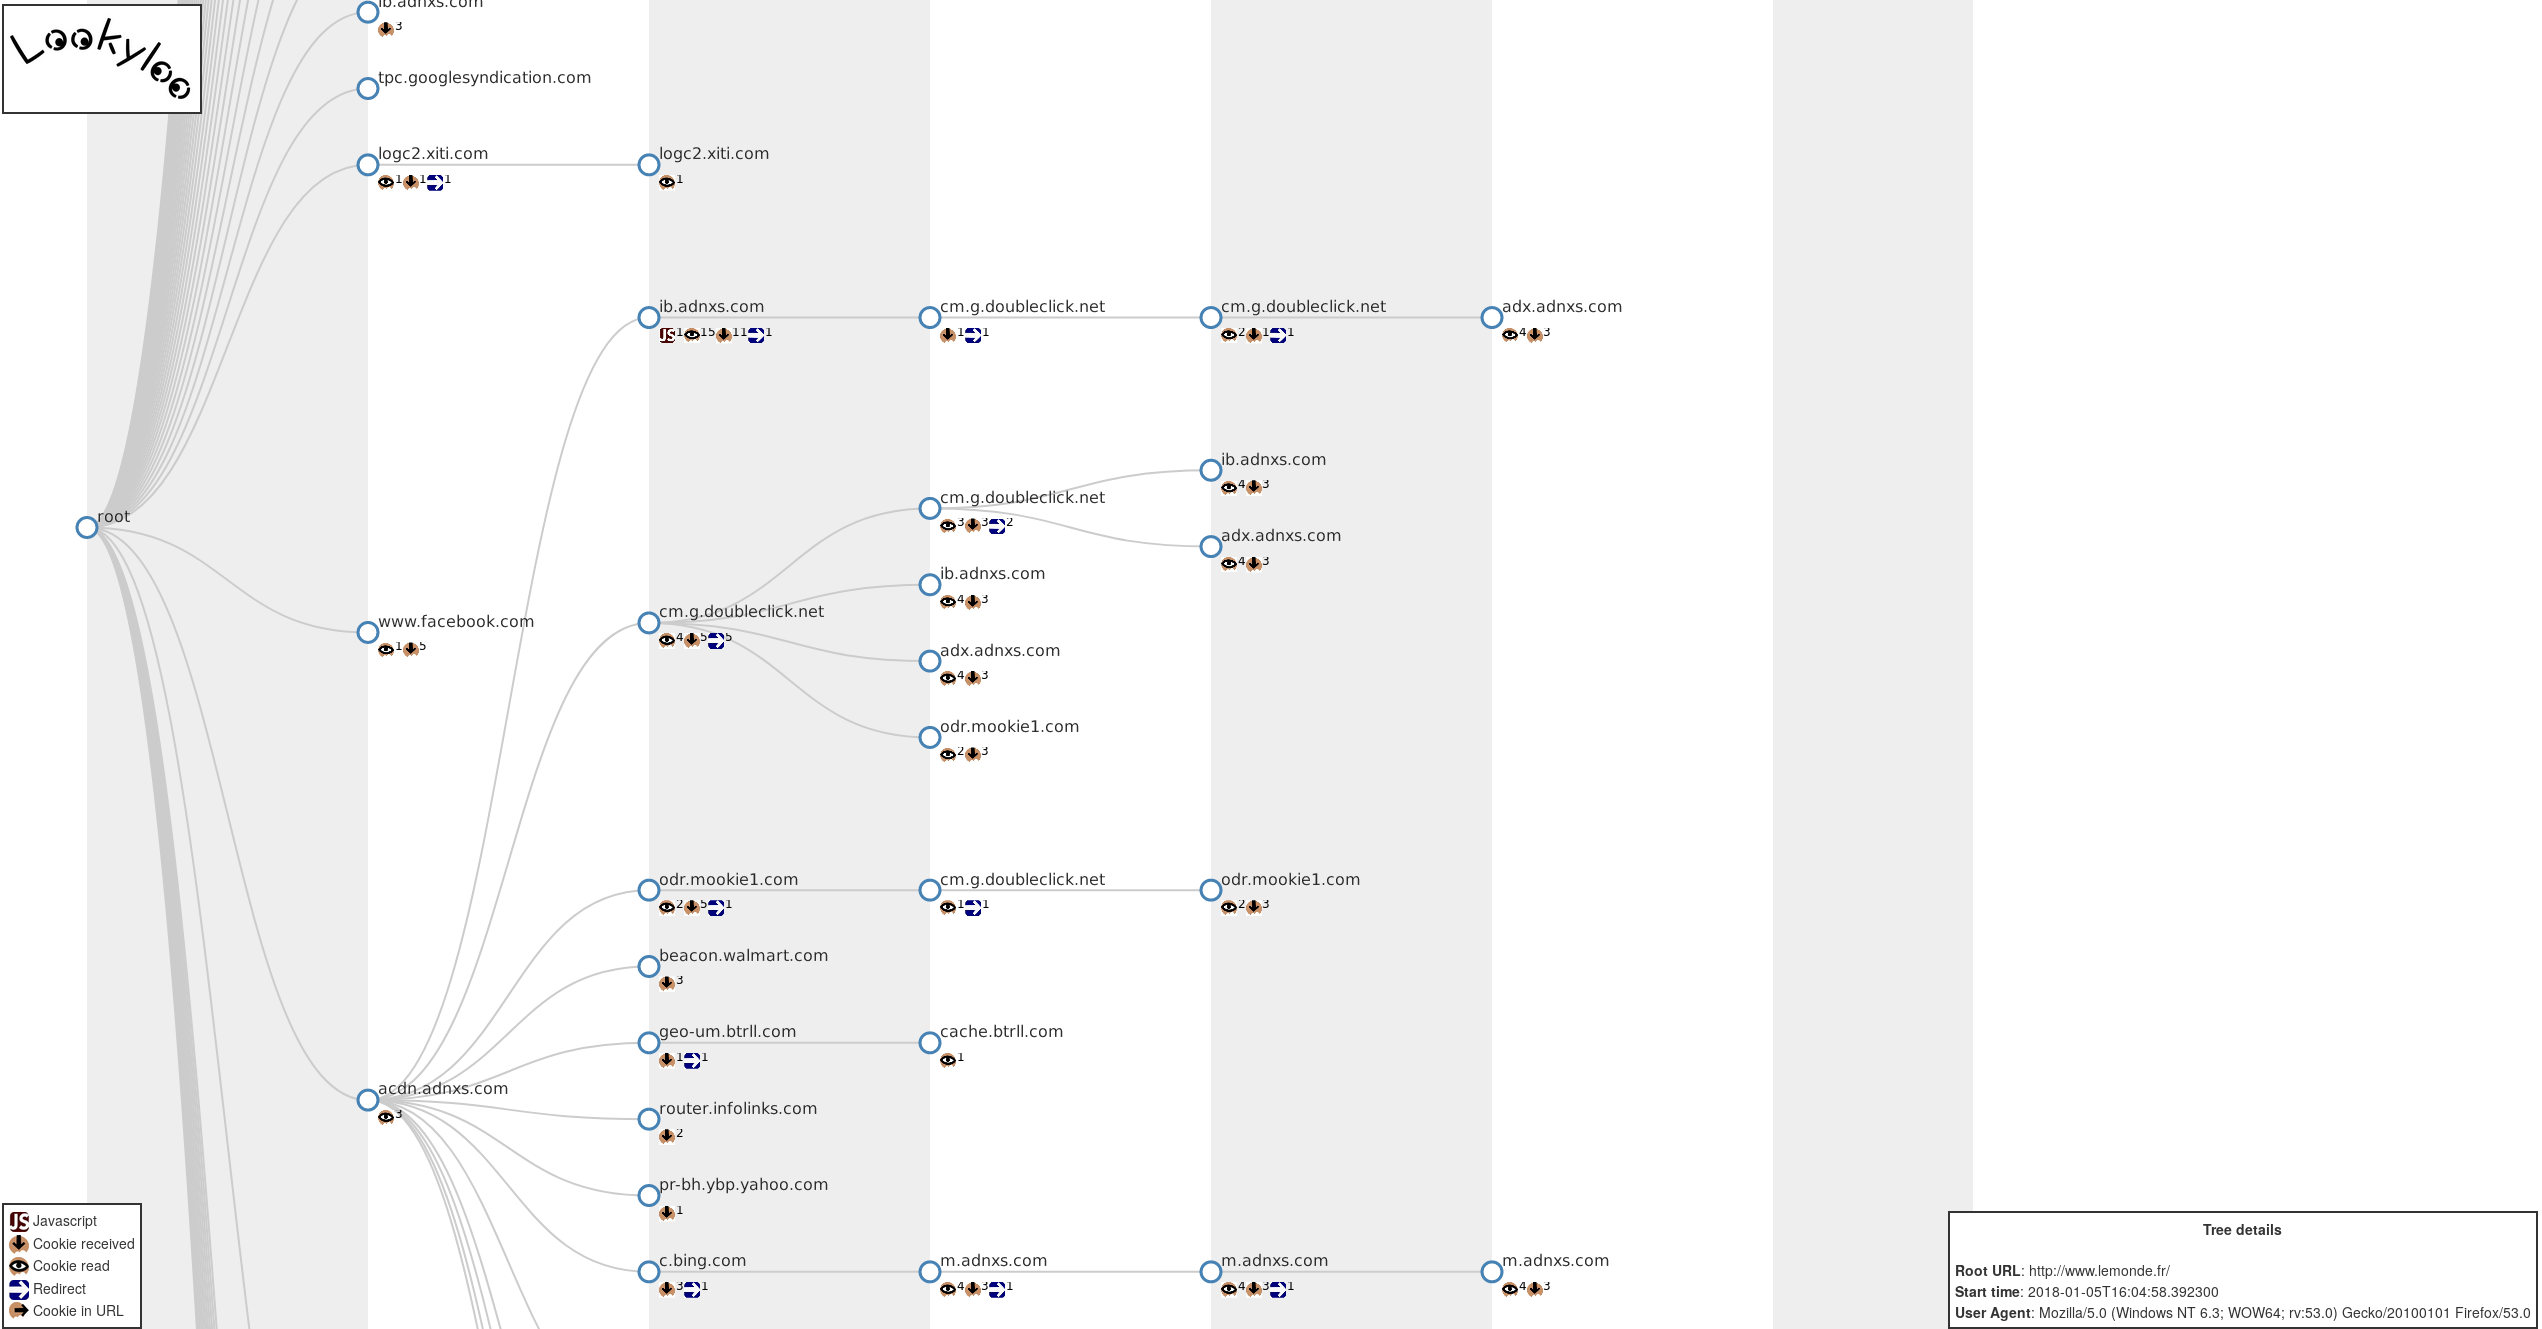 Lookyloo
ib.adnxs.com
3
tpc.googlesyndication.com
logc2.xiti.com
1 1 1
logc2.xiti.com
1
ib.adnxs.com
JS 1 15 11 1
cm.g.doubleclick.net
1 1
cm.g.doubleclick.net
2 1 1
adx.adnxs.com
4 3
ib.adnxs.com
4 3
cm.g.doubleclick.net
3 3 2
root
adx.adnxs.com
4 3
ib.adnxs.com
4 3
www.facebook.com
1 5
cm.g.doubleclick.net
4 5 5
adx.adnxs.com
4 3
odr.mookie1.com
2 3
odr.mookie1.com
2 5 1
cm.g.doubleclick.net
1 1
odr.mookie1.com
2 3
beacon.walmart.com
3
geo-um.btrll.com
1 1
cache.btrll.com
1
acdn.adnxs.com
3
router.infolinks.com
2
pr-bh.ybp.yahoo.com
1
c.bing.com
3 1
m.adnxs.com
4 3 1
m.adnxs.com
4 3 1
m.adnxs.com
4 3
JS Javascript
Cookie received
Cookie read
Redirect
Cookie in URL
Tree details
Root URL: http://www.lemonde.fr/
Start time: 2018-01-05T16:04:58.392300
User Agent: Mozilla/5.0 (Windows NT 6.3; WOW64; rv:53.0) Gecko/20100101 Firefox/53.0